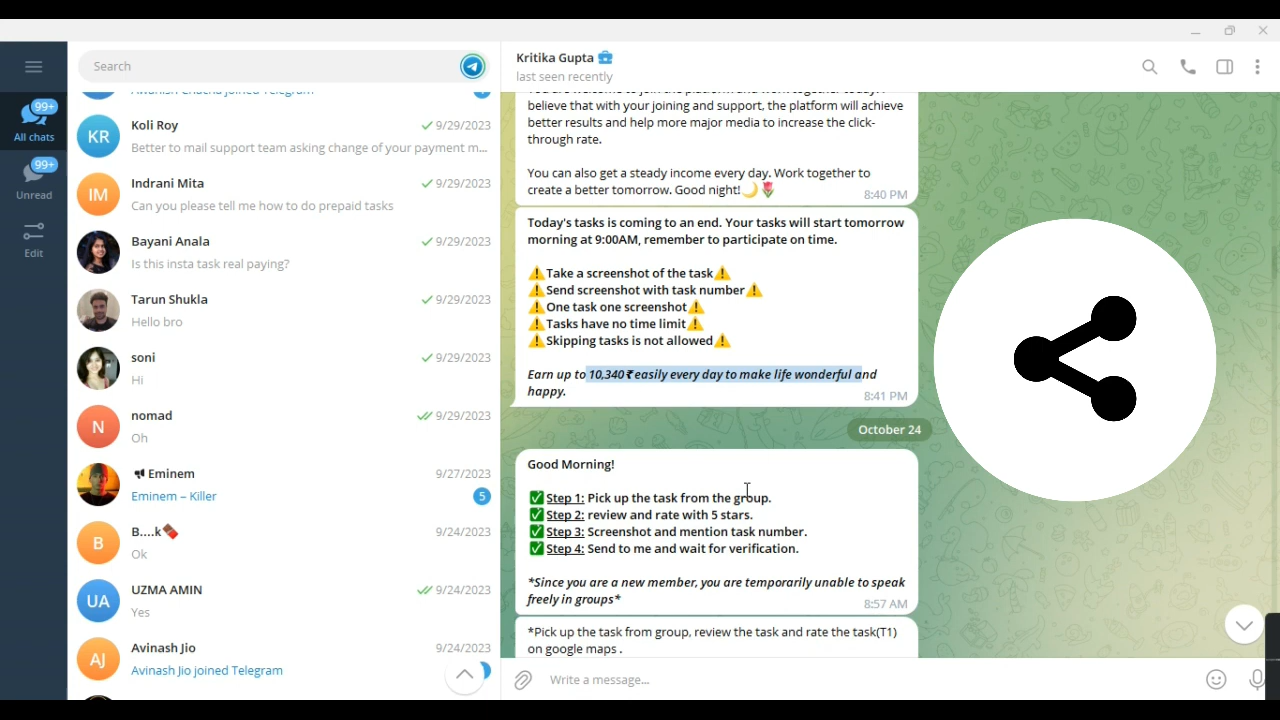 Search
Kritika Gupta
last seen recently
99+
All chats
99+
Unread
Edit
Koli Roy
9/29/2023
Better to mail support team asking change of your payment m...
Indrani Mita
9/29/2023
Can you please tell me how to do prepaid tasks
Bayani Anala
9/29/2023
Is this insta task real paying?
Tarun Shukla
9/29/2023
Hello bro
soni
9/29/2023
Hi
nomad
9/29/2023
Oh
Eminem
9/27/2023
Eminem – Killer
5
B....k🍫
9/24/2023
Ok
UZMA AMIN
9/24/2023
Yes
Avinash Jio
9/24/2023
Avinash Jio joined Telegram
KR
IM
N
B
UA
AJ
believe that with your joining and support, the platform will achieve
better results and help more major media to increase the click-
through rate.
You can also get a steady income every day. Work together to
create a better tomorrow. Good night!🌙🌷
8:40 PM
Today's tasks is coming to an end. Your tasks will start tomorrow
morning at 9:00AM, remember to participate on time.
⚠️Take a screenshot of the task⚠️
⚠️Send screenshot with task number⚠️
⚠️One task one screenshot⚠️
⚠️Tasks have no time limit⚠️
⚠️Skipping tasks is not allowed⚠️
Earn up to 10,340₹ easily every day to make life wonderful and
happy.
8:41 PM
October 24
Good Morning!
✅Step 1: Pick up the task from the group.
✅Step 2: review and rate with 5 stars.
✅Step 3: Screenshot and mention task number.
✅Step 4: Send to me and wait for verification.
*Since you are a new member, you are temporarily unable to speak
freely in groups*
8:57 AM
*Pick up the task from group, review the task and rate the task(T1)
on google maps .
Write a message...